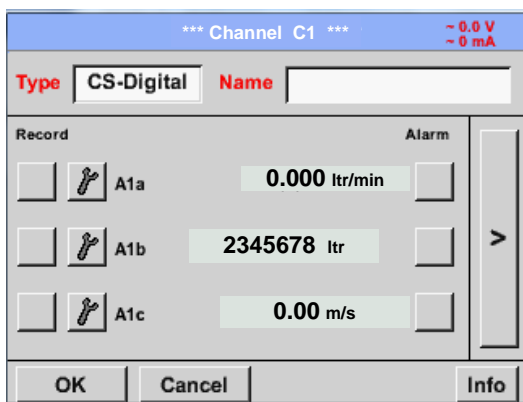 *** Channel C1 ***
~ 0.0 V
~ 0 mA
Type CS-Digital Name
Record Alarm
A1a 0.000 ltr/min
A1b 2345678 ltr
>
A1c 0.00 m/s
OK Cancel Info